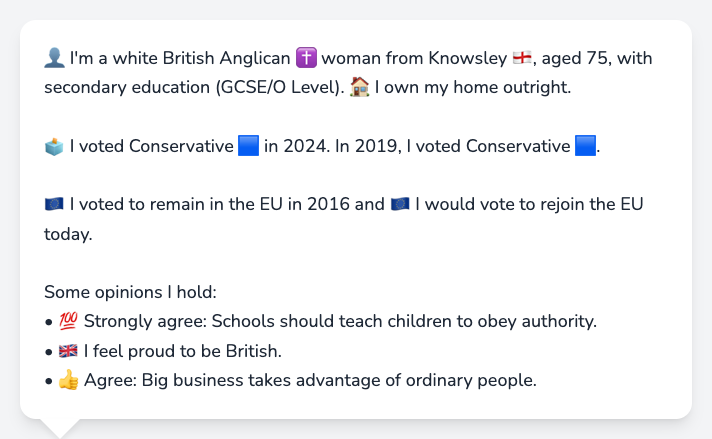 👤 I'm a white British Anglican ✝️ woman from Knowsley 🏴󠁧󠁢󠁥󠁮󠁧󠁿, aged 75, with
secondary education (GCSE/O Level). 🏠 I own my home outright.
🗳️ I voted Conservative 🟦 in 2024. In 2019, I voted Conservative 🟦.
🇪🇺 I voted to remain in the EU in 2016 and 🇪🇺 I would vote to rejoin the EU
today.
Some opinions I hold:
• 💯 Strongly agree: Schools should teach children to obey authority.
• 🇬🇧 I feel proud to be British.
• 👍 Agree: Big business takes advantage of ordinary people.